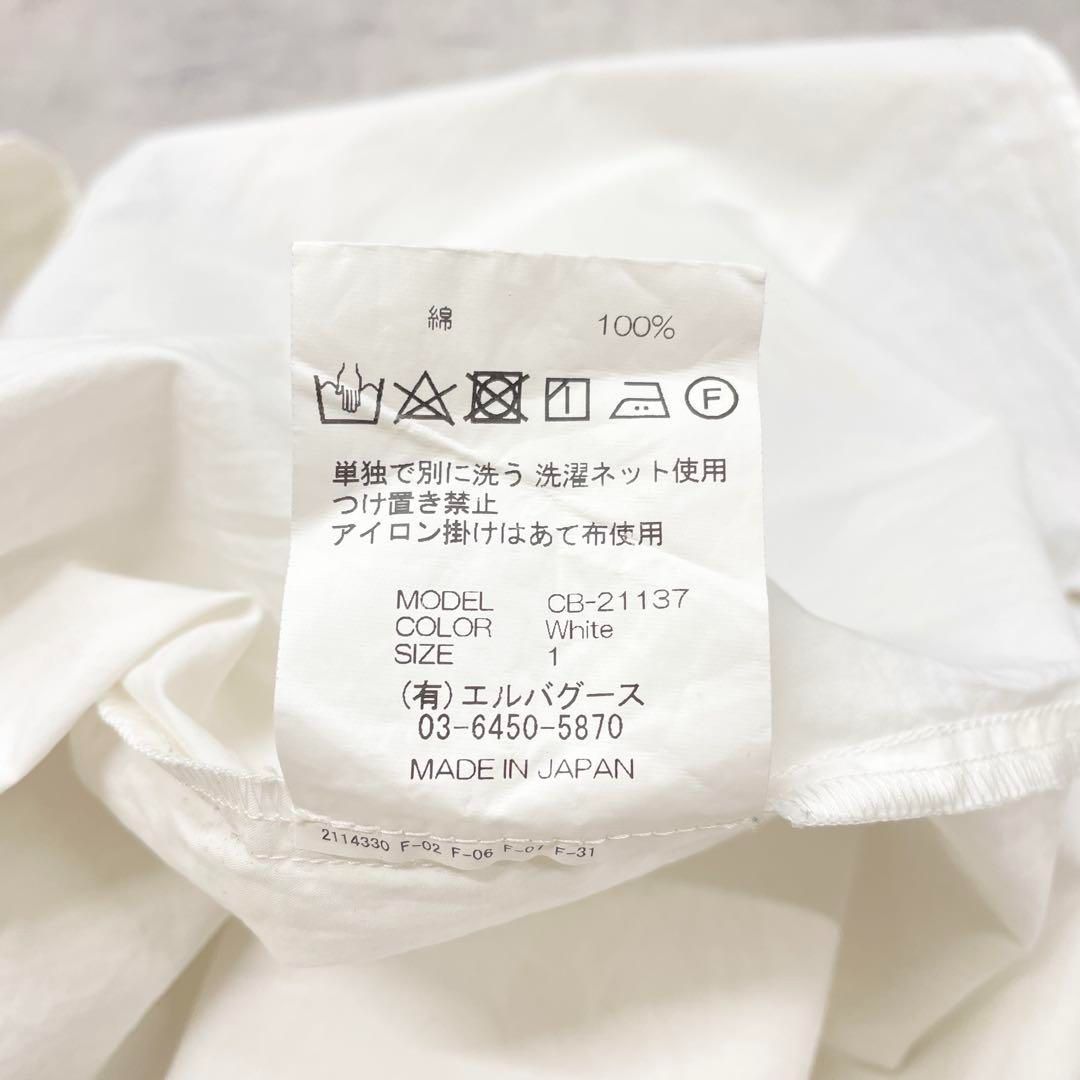 綿 100%
F
単独で別に洗う 洗濯ネット使用
つけ置き禁止
アイロン掛けはあて布使用
MODEL CB-21137
COLOR White
SIZE 1
(有)エルバグース
03-6450-5870
MADE IN JAPAN
2114330 F-02 F-06 F-07 F-31